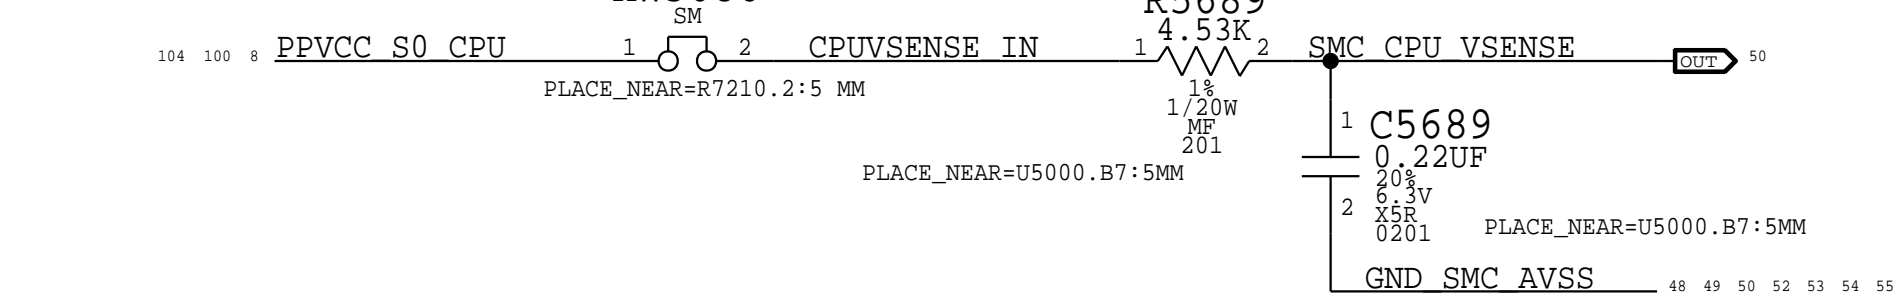 R5689
SM
4.53K
104 100 8 PPVCC_S0_CPU 1 2 CPUVSENSE_IN 1 2 SMC_CPU_VSENSE OUT 50
PLACE_NEAR=R7210.2:5 MM
1%
1/20W
MF
201
PLACE_NEAR=U5000.B7:5MM
1 C5689
0.22UF
20%
6.3V
2 X5R
0201
PLACE_NEAR=U5000.B7:5MM
GND_SMC_AVSS 48 49 50 52 53 54 55